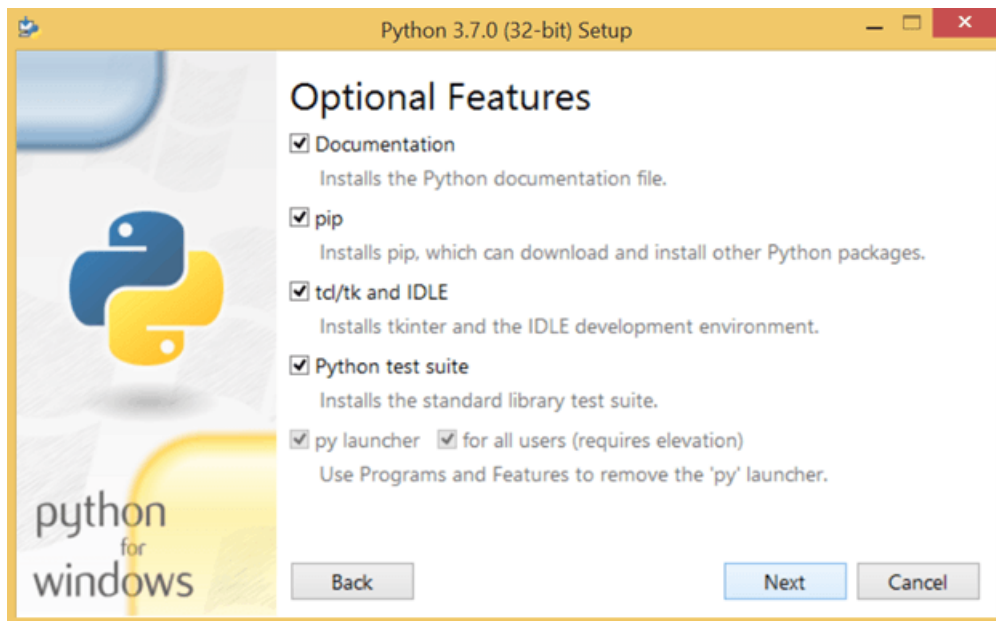 Python 3.7.0 (32-bit) Setup
Optional Features
Documentation
Installs the Python documentation file.
pip
Installs pip, which can download and install other Python packages.
tcl/tk and IDLE
Installs tkinter and the IDLE development environment.
Python test suite
Installs the standard library test suite.
py launcher for all users (requires elevation)
Use Programs and Features to remove the 'py' launcher.
python
for
windows
Back Next Cancel